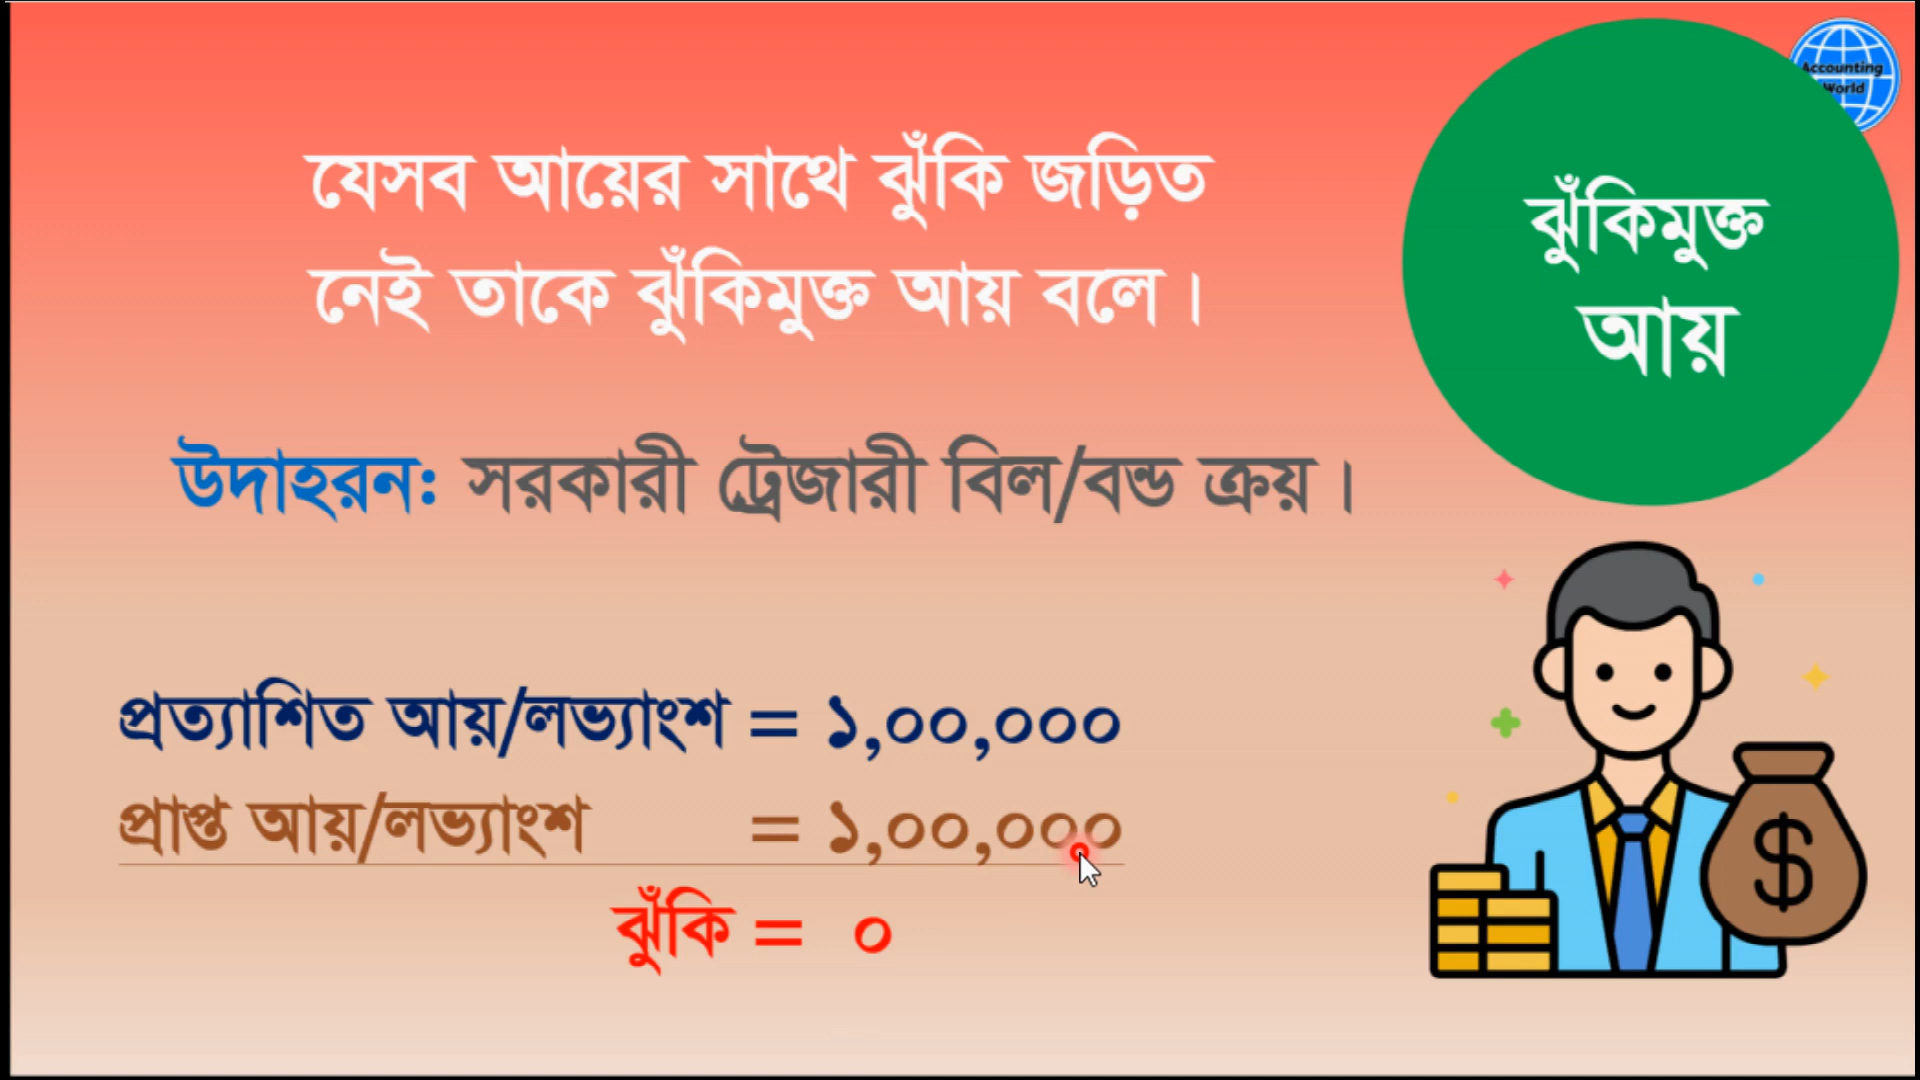 যেসব আয়ের সাথে ঝুঁকি জড়িত
নেই তাকে ঝুঁকিমুক্ত আয় বলে।
ঝুঁকিমুক্ত
আয়
Accounting
World
উদাহরন: সরকারী ট্রেজারী বিল/বন্ড ক্রয়।
প্রত্যাশিত আয়/লভ্যাংশ = ১,০০,০০০
প্রাপ্ত আয়/লভ্যাংশ = ১,০০,০০০
ঝুঁকি = ০
$